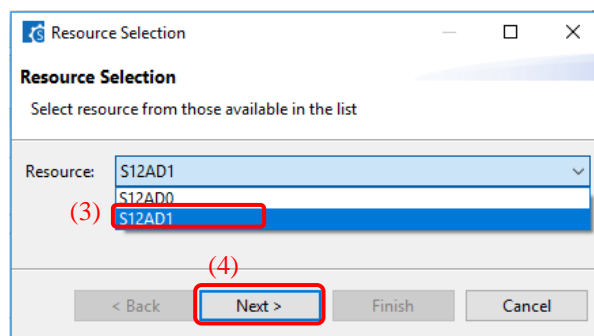 Resource Selection
Resource Selection
Select resource from those available in the list
Resource: S12AD1
S12AD0
(3) S12AD1
(4)
< Back Next > Finish Cancel